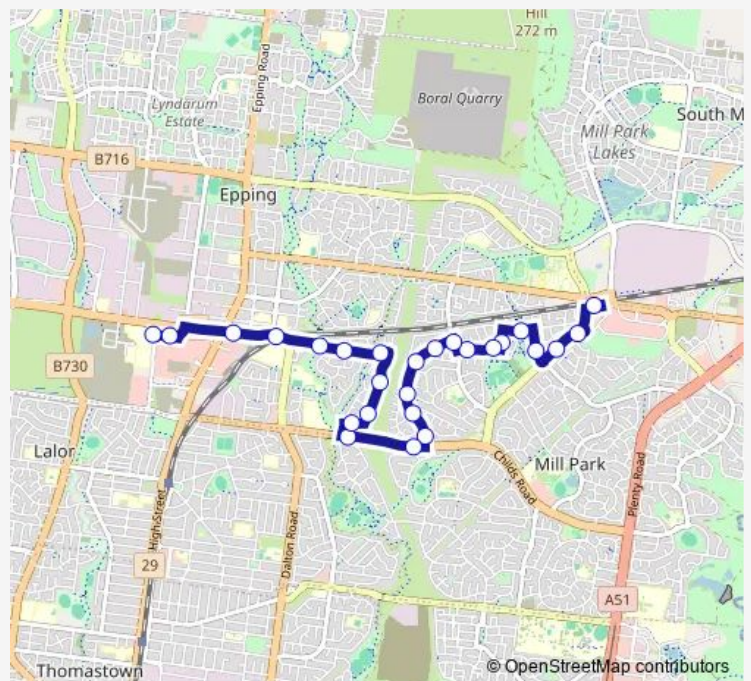 Hill
272 m
Epping Road
Boral Quarry
Lyndarum
Estate
South M
Mill Park
Lakes
B716
Epping
B730
Lalor
Childs Road
Mill Park
Plenty Road
High Street
Dalton Road
29
A51
Thomastown
© OpenStreetMap contributors